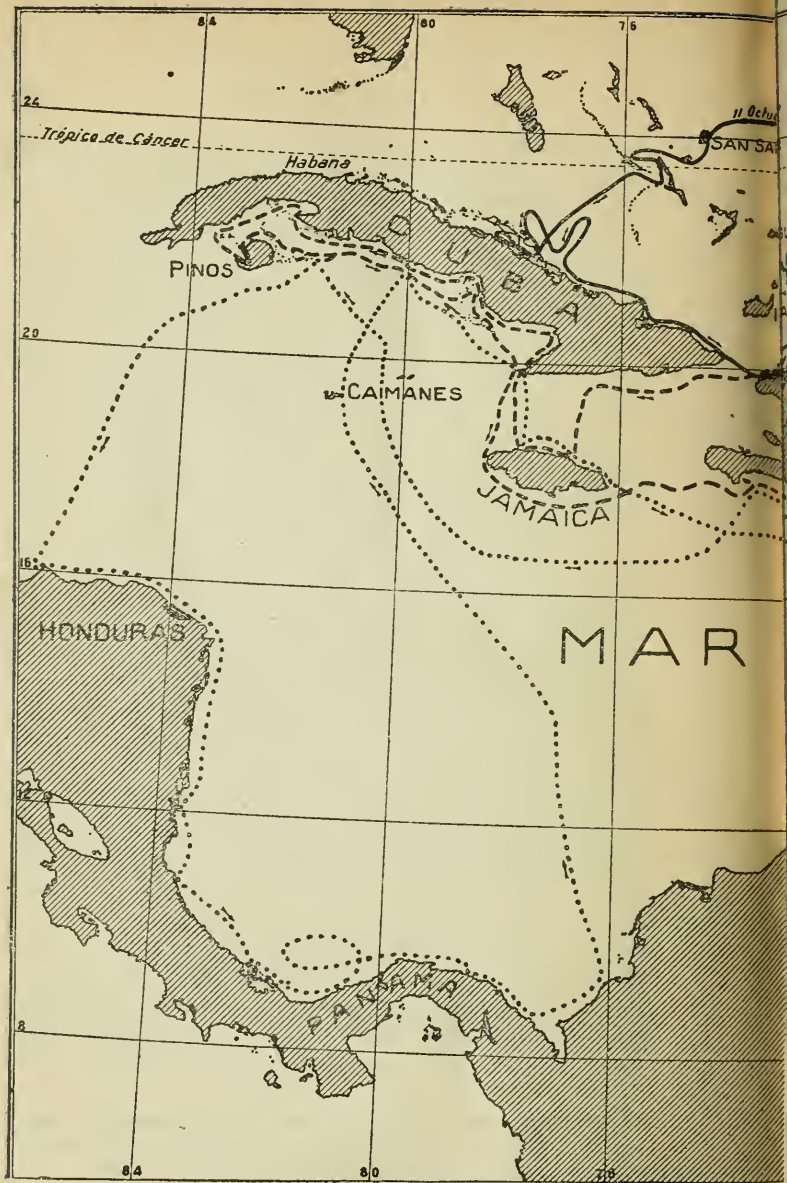 84
80
76
24
11 Octu
Trópico de Cáncer
SAN SA
Habana
CUBA
PINOS
20
CAIMANES
JAMAICA
16
HONDURAS
MAR
12
PANAMA
8
84
80
76